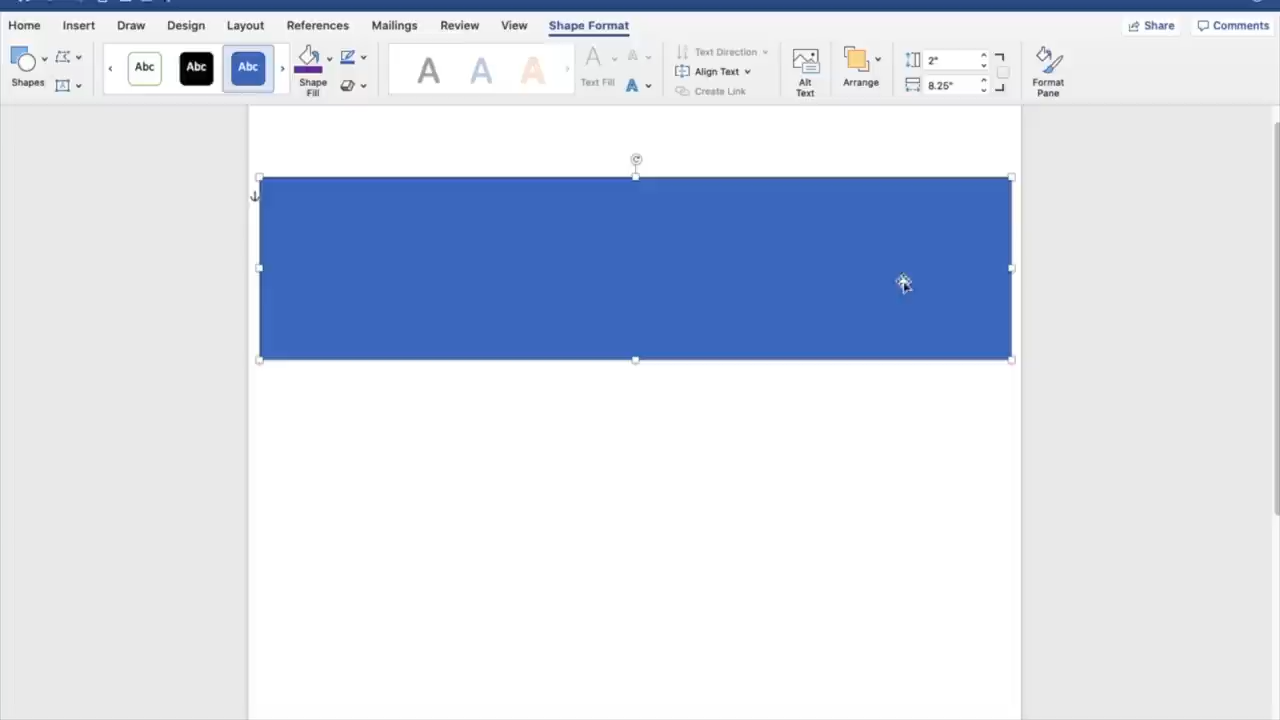 Home Insert Draw Design Layout References Mailings Review View Shape Format Share Comments
Abc Abc Abc
A A A
A A
A
Shapes
Shape
Fill
Text Fill
Text Direction
Align Text
Create Link
Alt
Text
Arrange
2"
8.25"
Format
Pane